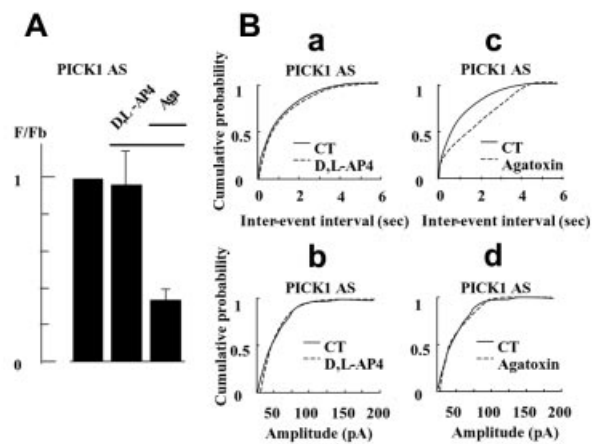 A
B
PICK1 AS
D,L -AP4
Aga
F/Fb
1
0
a
PICK1 AS
Cumulative probability
1
0.5
0
CT
D,L-AP4
0 2 4 6
Inter-event interval (sec)
c
PICK1 AS
1
0.5
0
CT
Agatoxin
0 2 4 6
Inter-event interval (sec)
b
PICK1 AS
Cumulative probability
1
0.5
0
CT
D,L-AP4
50 100 150 200
Amplitude (pA)
d
PICK1 AS
1
0.5
0
CT
Agatoxin
50 100 150 200
Amplitude (pA)